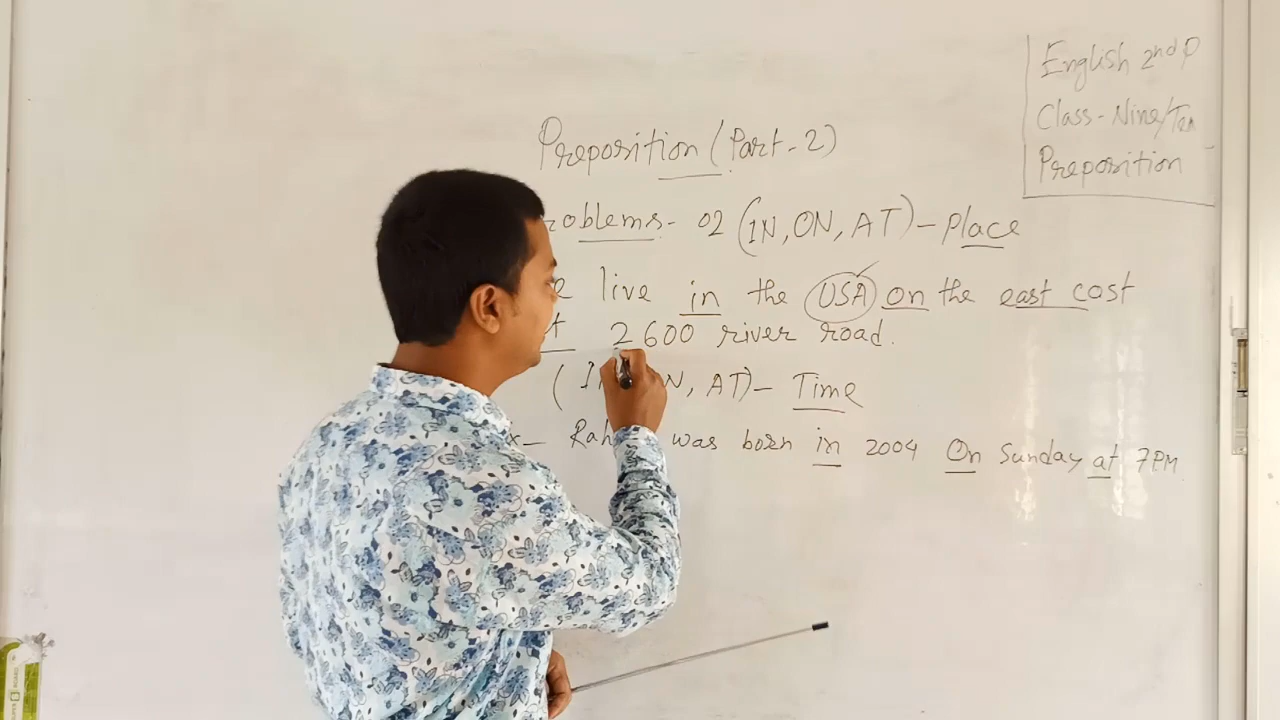 English 2nd P
Class-Nine/Ten
Preposition
Preposition (Part-2)
roblems- 02 (IN, ON, AT) - Place
e live in the USA on the east cost
2600 river road.
( I N, AT) - Time
x- Rah was born in 2004 On Sunday at 7PM